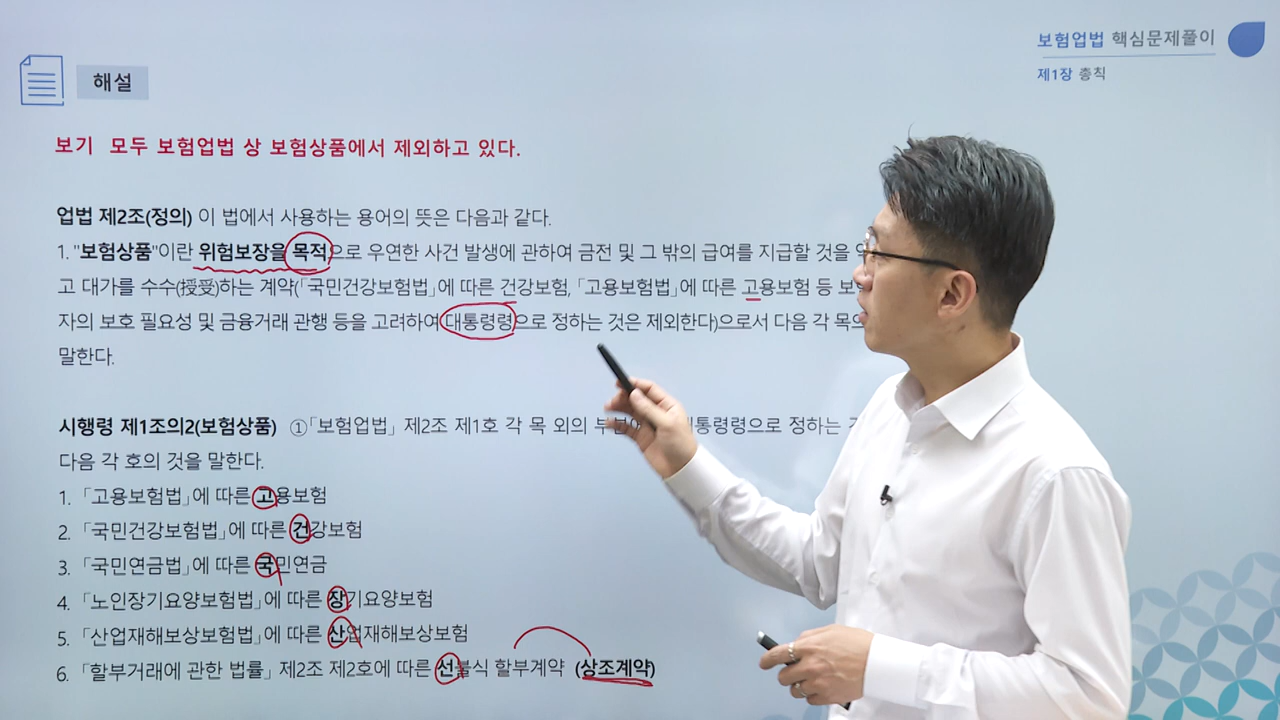 보험업법 핵심문제풀이
제1장 총칙
해설
보기 모두 보험업법 상 보험상품에서 제외하고 있다.
업법 제2조(정의) 이 법에서 사용하는 용어의 뜻은 다음과 같다.
1. "보험상품"이란 위험보장을 목적으로 우연한 사건 발생에 관하여 금전 및 그 밖의 급여를 지급할 것을
고 대가를 수수(授受)하는 계약(「국민건강보험법」에 따른 건강보험, 「고용보험법」에 따른 고용보험 등
자의 보호 필요성 및 금융거래 관행 등을 고려하여 대통령령으로 정하는 것은 제외한다)으로서 다음 각
말한다.
시행령 제1조의2(보험상품) ①「보험업법」 제2조 제1호 각 목 외의 대통령령으로 정하는
다음 각 호의 것을 말한다.
1. 「고용보험법」에 따른 고용보험
2. 「국민건강보험법」에 따른 건강보험
3. 「국민연금법」에 따른 국민연금
4. 「노인장기요양보험법」에 따른 장기요양보험
5. 「산업재해보상보험법」에 따른 산업재해보상보험
6. 「할부거래에 관한 법률」 제2조 제2호에 따른 선불식 할부계약 (상조계약)